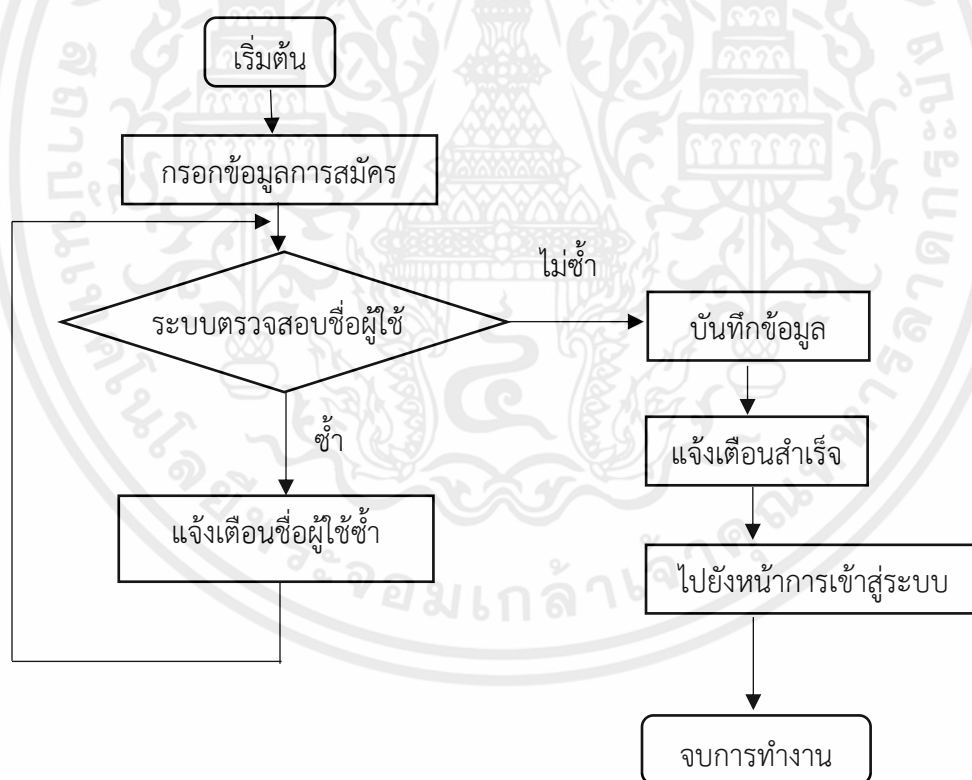 เริ่มต้น
กรอกข้อมูลการสมัคร
ระบบตรวจสอบชื่อผู้ใช้
ไม่ซ้ำ
บันทึกข้อมูล
ซ้ำ
แจ้งเตือนสำเร็จ
แจ้งเตือนชื่อผู้ใช้ซ้ำ
ไปยังหน้าการเข้าสู่ระบบ
จบการทำงาน